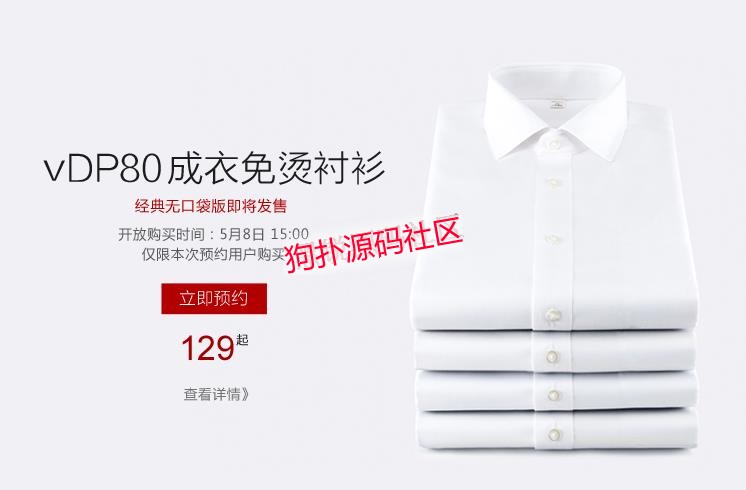 vDP80成衣免烫衬衫
经典无口袋版即将发售
开放购买时间：5月8日 15:00
仅限本次预约用户购买
狗扑源码社区
立即预约
129起
查看详情》